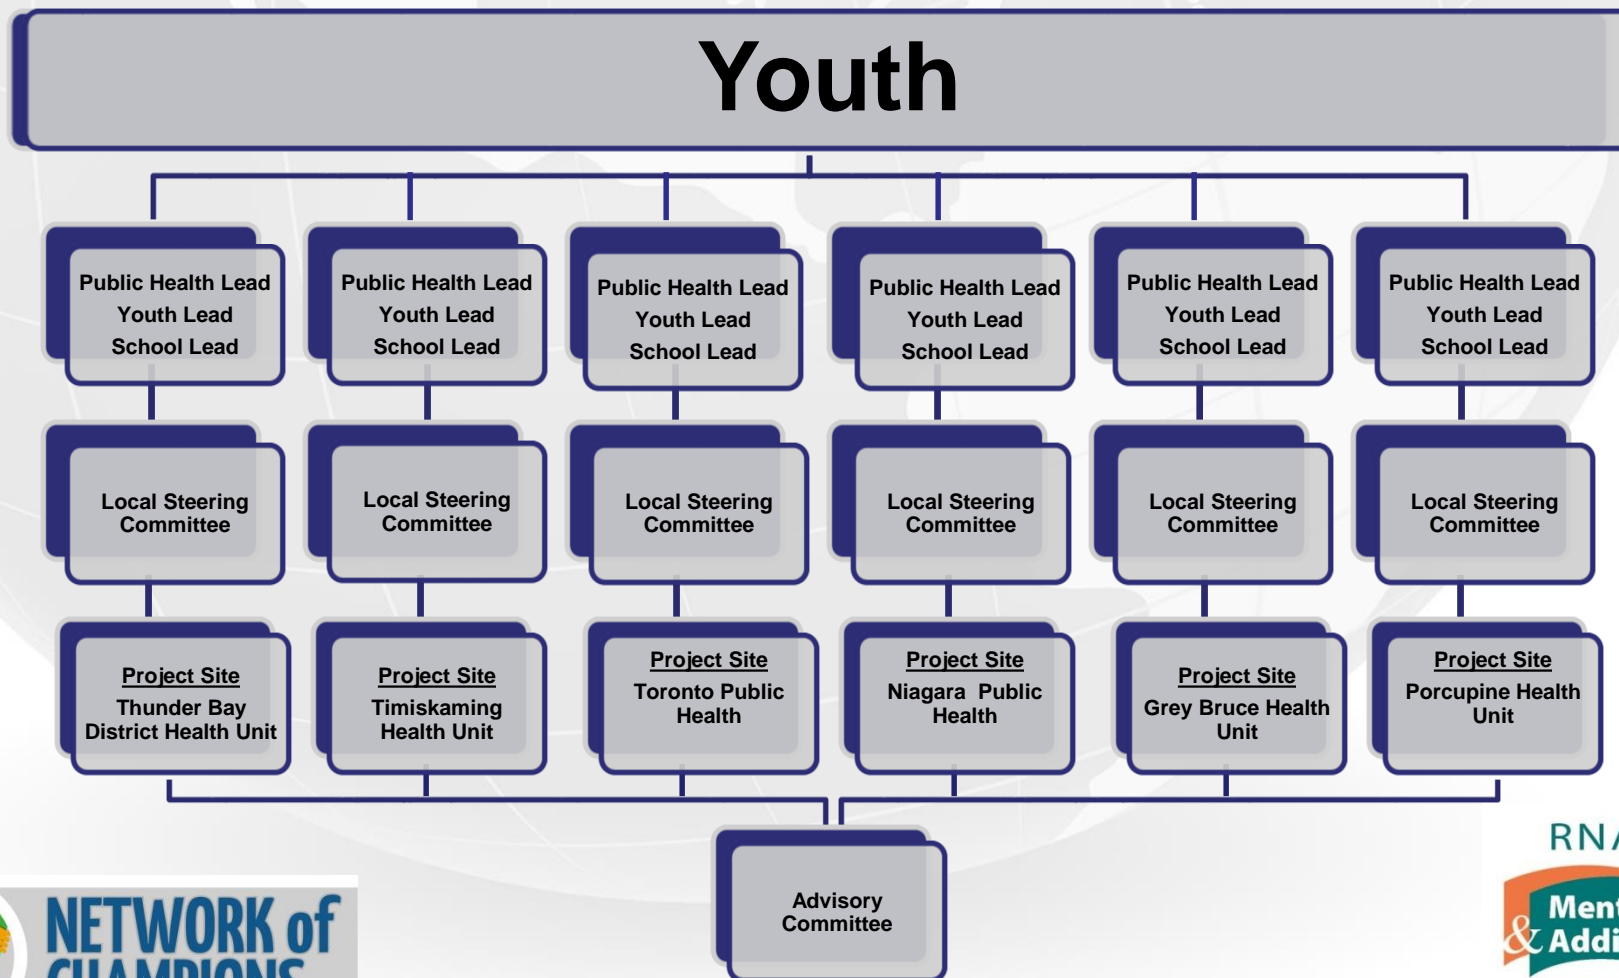 Youth
Public Health Lead
Youth Lead
School Lead
Public Health Lead
Youth Lead
School Lead
Public Health Lead
Youth Lead
School Lead
Public Health Lead
Youth Lead
School Lead
Public Health Lead
Youth Lead
School Lead
Public Health Lead
Youth Lead
School Lead
Local Steering
Committee
Local Steering
Committee
Local Steering
Committee
Local Steering
Committee
Local Steering
Committee
Local Steering
Committee
Project Site
Thunder Bay
District Health Unit
Project Site
Timiskaming
Health Unit
Project Site
Toronto Public
Health
Project Site
Niagara Public
Health
Project Site
Grey Bruce Health
Unit
Project Site
Porcupine Health
Unit
Advisory
Committee
NETWORK of
CHAMPIONS
RNA
Ment
& Addi